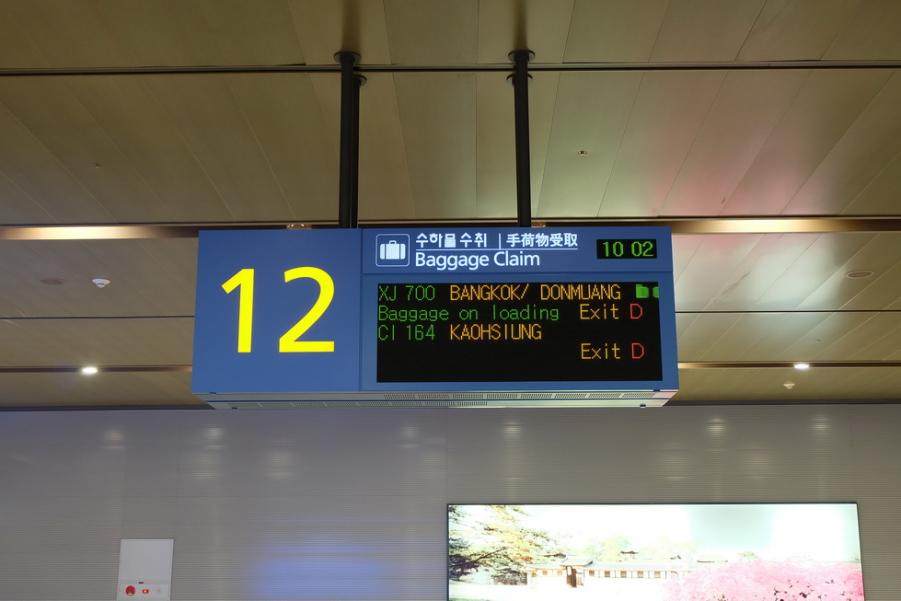 12
수하물 수취 | 手荷物受取
Baggage Claim
10 02
XJ 700 BANGKOK/ DONMUANG
Baggage on loading Exit D
CI 164 KAOHSIUNG
Exit D